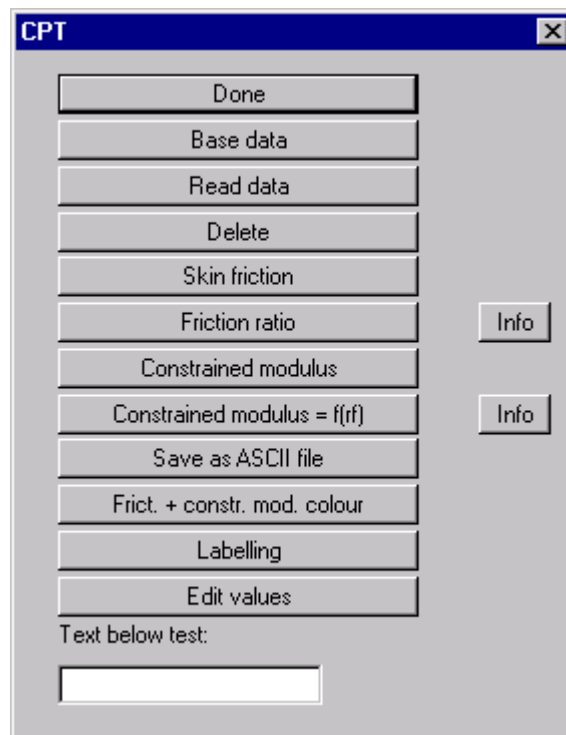 CPT
Done
Base data
Read data
Delete
Skin friction
Friction ratio Info
Constrained modulus
Constrained modulus = f(rf) Info
Save as ASCII file
Frict. + constr. mod. colour
Labelling
Edit values
Text below test: